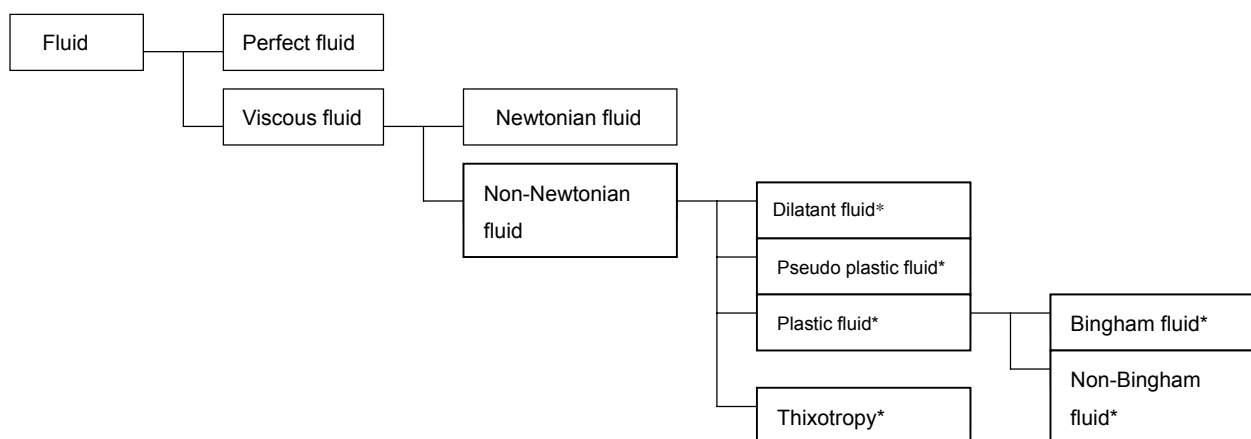 Fluid
Perfect fluid
Viscous fluid
Newtonian fluid
Non-Newtonian
fluid
Dilatant fluid*
Pseudo plastic fluid*
Plastic fluid*
Bingham fluid*
Non-Bingham
fluid*
Thixotropy*